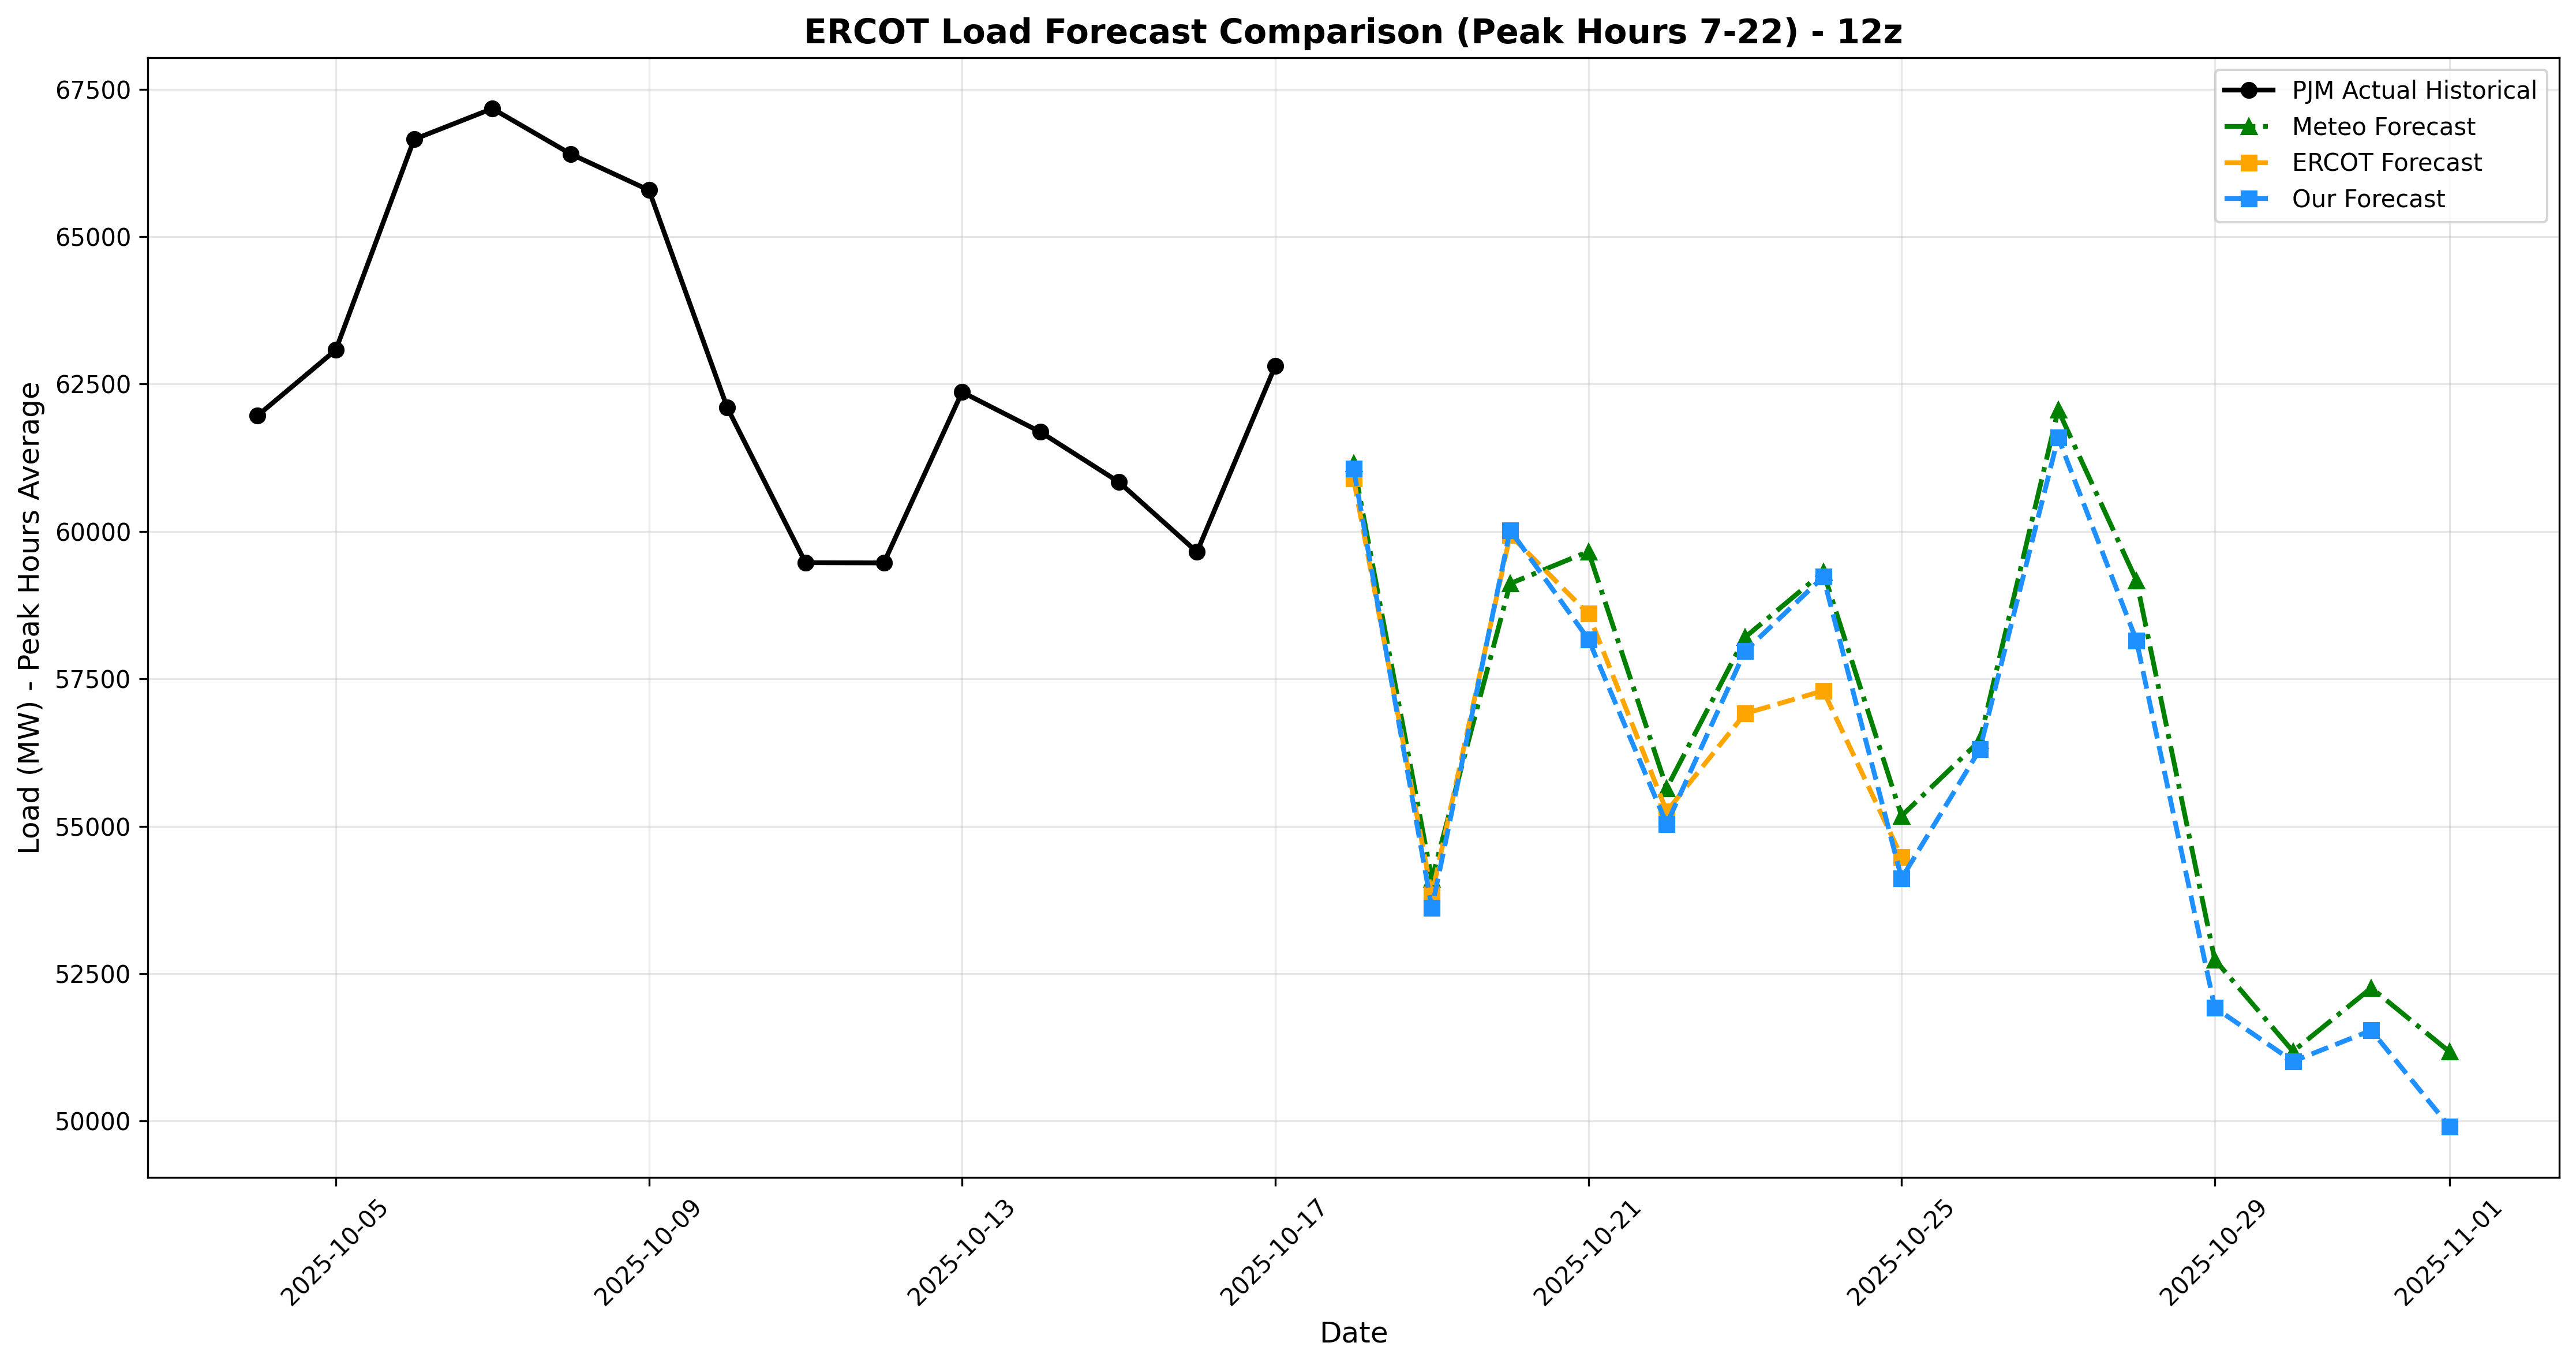 ERCOT Load Forecast Comparison (Peak Hours 7-22) - 12z
PJM Actual Historical
Meteo Forecast
ERCOT Forecast
Our Forecast
Load (MW) - Peak Hours Average
67500
65000
62500
60000
57500
55000
52500
50000
2025-10-05
2025-10-09
2025-10-13
2025-10-17
2025-10-21
2025-10-25
2025-10-29
2025-11-01
Date